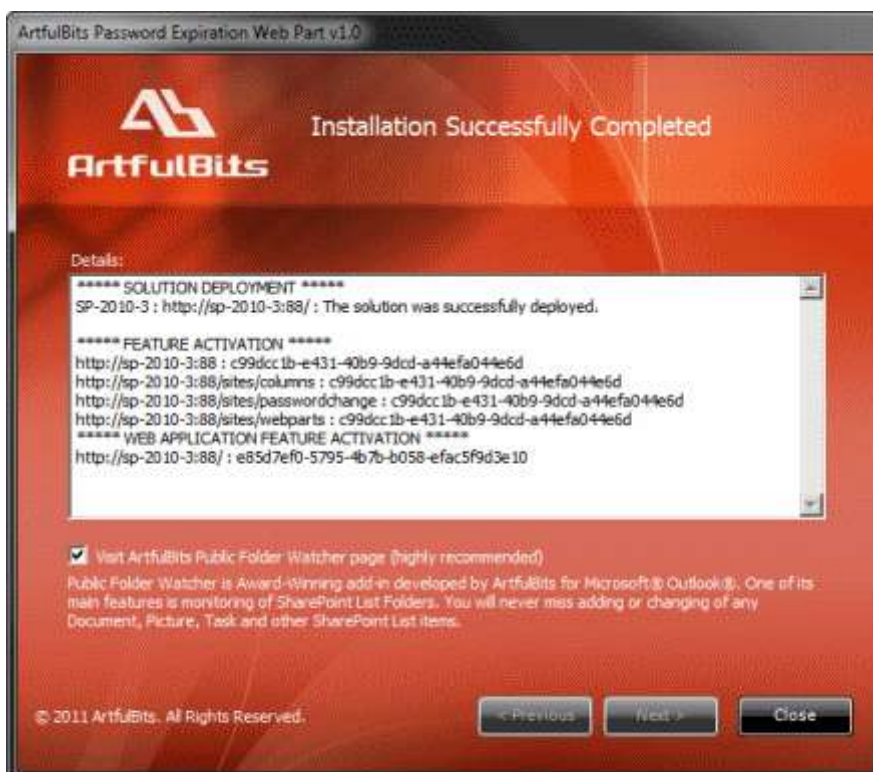 ArtfulBits Password Expiration Web Part v1.0
Installation Successfully Completed
ArtfulBits
Details:
***** SOLUTION DEPLOYMENT *****
SP-2010-3 : http://sp-2010-3:88/ : The solution was successfully deployed.
***** FEATURE ACTIVATION *****
http://sp-2010-3:88 : c99dcc1b-e431-40b9-9dcd-a44efa044e6d
http://sp-2010-3:88/sites/columns : c99dcc1b-e431-40b9-9dcd-a44efa044e6d
http://sp-2010-3:88/sites/passwordchange : c99dcc1b-e431-40b9-9dcd-a44efa044e6d
http://sp-2010-3:88/sites/webparts : c99dcc1b-e431-40b9-9dcd-a44efa044e6d
***** WEB APPLICATION FEATURE ACTIVATION *****
http://sp-2010-3:88/ : e85d7ef0-5795-4b7b-b058-efac5f9d3e10
Visit ArtfulBits Public Folder Watcher page (highly recommended)
Public Folder Watcher is Award-Winning add-in developed by ArtfulBits for Microsoft® Outlook®. One of its
main features is monitoring of SharePoint List Folders. You will never miss adding or changing of any
Document, Picture, Task and other SharePoint List items.
© 2011 ArtfulBits. All Rights Reserved.
< Previous
Next >
Close